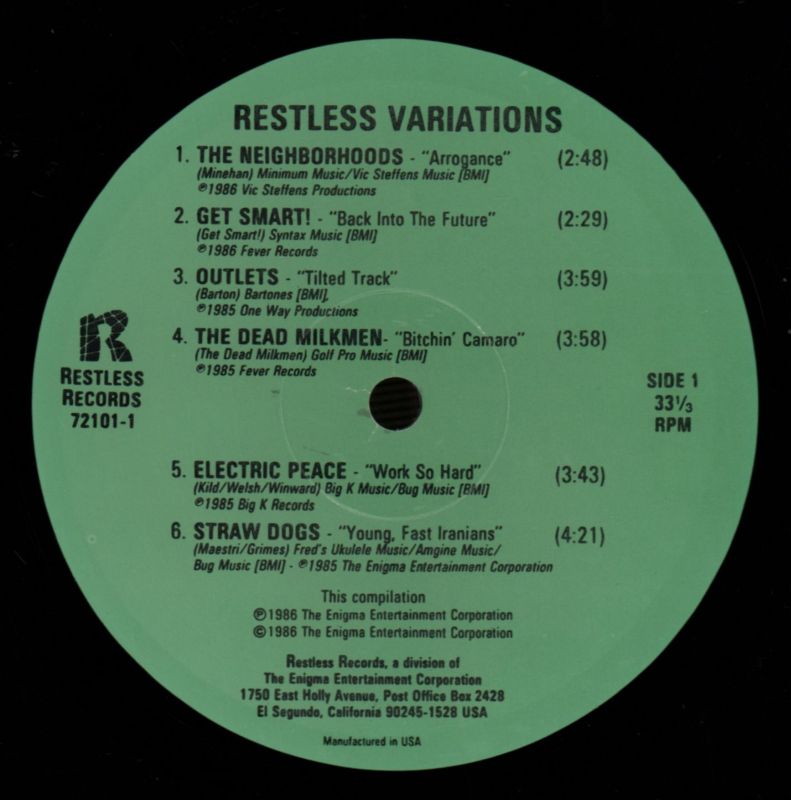 RESTLESS VARIATIONS
1. THE NEIGHBORHOODS - "Arrogance" (2:48)
(Minehan) Minimum Music/Vic Steffens Music [BMI]
℗1986 Vic Steffens Productions
2. GET SMART! - "Back Into The Future" (2:29)
(Get Smart!) Syntax Music [BMI]
℗1986 Fever Records
3. OUTLETS - "Tilted Track" (3:59)
(Barton) Bartones [BMI],
℗1985 One Way Productions
4. THE DEAD MILKMEN- "Bitchin' Camaro" (3:58)
(The Dead Milkmen) Golf Pro Music [BMI]
℗1985 Fever Records
R
RESTLESS
RECORDS
72101-1
SIDE 1
33⅓
RPM
5. ELECTRIC PEACE - "Work So Hard" (3:43)
(Kild/Welsh/Winward) Big K Music/Bug Music [BMI]
℗1985 Big K Records
6. STRAW DOGS - "Young, Fast Iranians" (4:21)
(Maestri/Grimes) Fred's Ukulele Music/Amgine Music/
Bug Music [BMI] - ℗1985 The Enigma Entertainment Corporation
This compilation
℗1986 The Enigma Entertainment Corporation
©1986 The Enigma Entertainment Corporation
Restless Records, a division of
The Enigma Entertainment Corporation
1750 East Holly Avenue, Post Office Box 2428
El Segundo, California 90245-1528 USA
Manufactured in USA